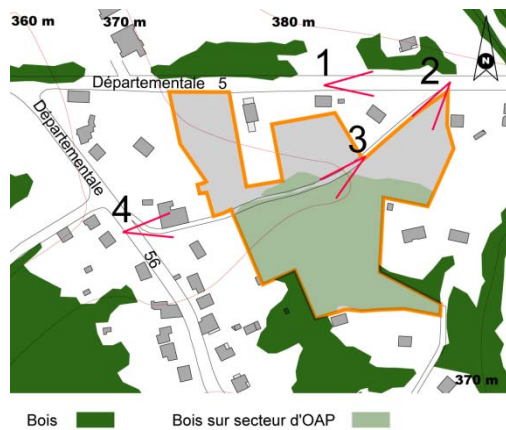 360 m
370 m
380 m
N
1
2
Départementale 5
3
Départementale
4
56
370 m
Bois
Bois sur secteur d'OAP